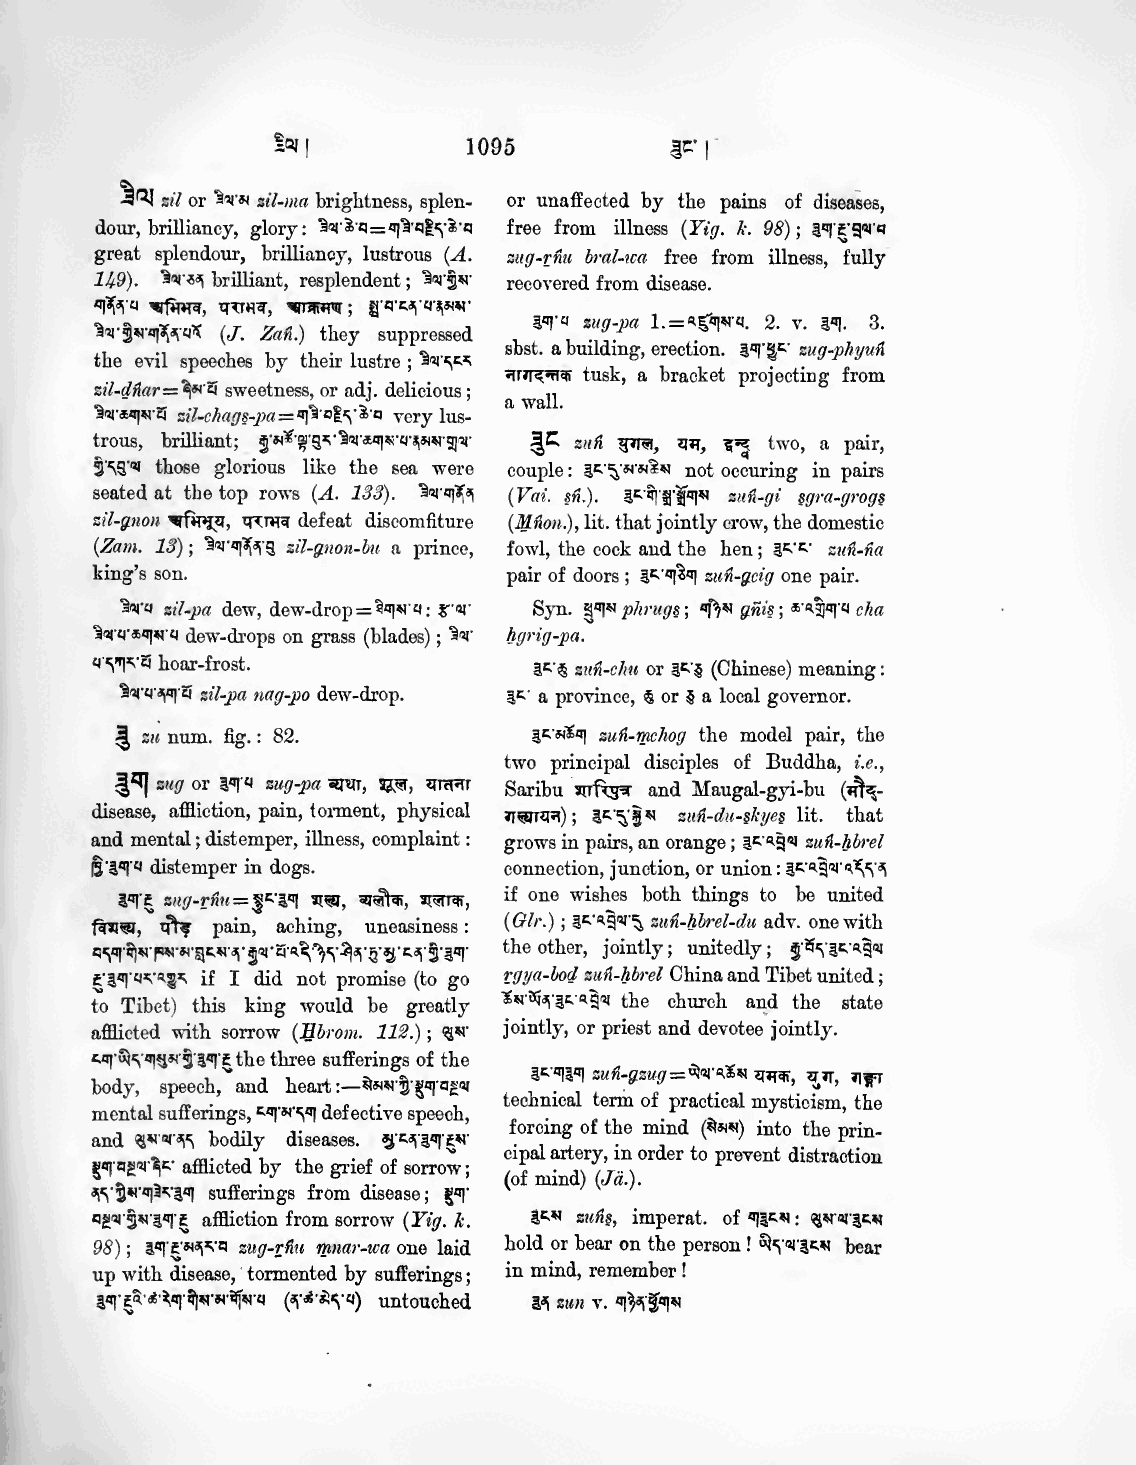 ཟིལ། 1095 ཟུང་།
ཟིལ zil or ཟིལ་མ zil-ma brightness, splen-
dour, brilliancy, glory: ཟིལ་ཆེ་བ=གཟི་བརྗིད་ཆེ་བ
great splendour, brilliancy, lustrous (A.
149). ཟིལ་ཅན brilliant, resplendent; ཟིལ་གྱིས་
གནོན་པ अभिभव, पराभव, आक्रमण; སྨྲ་བ་ངན་པ་རྣམས་
ཟིལ་གྱིས་གནོན་པའོ (J. Zañ.) they suppressed
the evil speeches by their lustre; ཟིལ་དངར
zil-dñar=ཞིམ་པོ sweetness, or adj. delicious;
ཟིལ་ཆགས་པོ zil-chags-pa=གཟི་བརྗིད་ཆེ་བ very lus-
trous, brilliant; རྒྱ་མཚོ་ལྟ་བུར་ཟིལ་ཆགས་པ་རྣམས་གྲལ་
གྱི་དབུ་ལ those glorious like the sea were
seated at the top rows (A. 133). ཟིལ་གནོན
zil-gnon अभिभूय, पराभव defeat discomfiture
(Zam. 13); ཟིལ་གནོན་བུ zil-gnon-bu a prince,
king's son.
ཟིལ་པ zil-pa dew, dew-drop=ཟེགས་པ: རྩྭ་ལ་
ཟིལ་པ་ཆགས་པ dew-drops on grass (blades); ཟིལ་
པ་དཀར་པོ hoar-frost.
ཟིལ་པ་ནག་པོ zil-pa nag-po dew-drop.
ཟུ zu num. fig.: 82.
ཟུག zug or ཟུག་པ zug-pa व्यथा, शूल, यातना
disease, affliction, pain, torment, physical
and mental; distemper, illness, complaint:
ཁྱི་ཟུག་པ distemper in dogs.
ཟུག་རྔུ zug-rñu=སྡུང་ཟུག शल्य, व्यलीक, शलाक,
विशल्य, पीड़ pain, aching, uneasiness:
བདག་གིས་ཁས་མ་བླངས་ན་རྒྱལ་པོ་འདི་ཉིད་ཤིན་ཏུ་མྱ་ངན་གྱི་ཟུག་
རྔུ་ཟུག་པར་འགྱུར if I did not promise (to go
to Tibet) this king would be greatly
afflicted with sorrow (Hbrom. 112.); ལུས་
ངག་ཡིད་གསུམ་གྱི་ཟུག་རྔུ the three sufferings of the
body, speech, and heart:—སེམས་ཀྱི་སྡུག་བསྔལ
mental sufferings, ངག་མ་དག defective speech,
and ལུས་ལ་ནད bodily diseases. མྱ་ངན་ཟུག་རྔུས་
སྡུག་བསྔལ་ཞིང་ afflicted by the grief of sorrow;
ནད་ཀྱིས་གཟེར་ཟུག sufferings from disease; སྡུག་
བསྔལ་གྱིས་ཟུག་རྔུ affliction from sorrow (Yig. k.
98); ཟུག་རྔུ་མནར་བ zug-rñu mnar-wa one laid
up with disease, tormented by sufferings;
ཟུག་རྔུའི་ཚ་རེག་གིས་མ་གོས་པ (ན་ཚ་མེད་པ) untouched
or unaffected by the pains of diseases,
free from illness (Yig. k. 98); ཟུག་རྔུ་བྲལ་བ
zug-rñu bral-wa free from illness, fully
recovered from disease.
ཟུག་པ zug-pa 1.=འཛུགས་པ. 2. v. ཟུག. 3.
sbst. a building, erection. ཟུག་ཕྱུང་ zug-phyuñ
नागदन्तक tusk, a bracket projecting from
a wall.
ཟུང zuñ युगल, यम, द्वन्द्व two, a pair,
couple: ཟུང་དུ་མ་མཆིས not occuring in pairs
(Vai. sñ.). ཟུང་གི་སྒྲ་སྒྲོགས zuñ-gi sgra-grogs
(Mñon.), lit. that jointly crow, the domestic
fowl, the cock and the hen; ཟུང་ང་ zuñ-ña
pair of doors; ཟུང་གཅིག zuñ-gcig one pair.
Syn. ཕྲུགས phrugs; གཉིས gñis; ཆ་འགྲིག་པ cha
hgrig-pa.
ཟུང་ཆུ zuñ-chu or ཟུང་ཇུ (Chinese) meaning:
ཟུང་ a province, ཆུ or ཇུ a local governor.
ཟུང་མཆོག zuñ-mchog the model pair, the
two principal disciples of Buddha, i.e.,
Saribu शारिपुत्र and Maugal-gyi-bu (मौद्-
गल्यायन); ཟུང་དུ་སྐྱེས zuñ-du-skyes lit. that
grows in pairs, an orange; ཟུང་འབྲེལ zuñ-hbrel
connection, junction, or union: ཟུང་འབྲེལ་འདོད་ན
if one wishes both things to be united
(Glr.); ཟུང་འབྲེལ་དུ zuñ-hbrel-du adv. one with
the other, jointly; unitedly; རྒྱ་བོད་ཟུང་འབྲེལ
rgya-bod zuñ-hbrel China and Tibet united;
ཆོས་ཡོན་ཟུང་འབྲེལ the church and the state
jointly, or priest and devotee jointly.
ཟུང་གཟུག zuñ-gzug=ཡེལ་འཚོམ यमक, युग, गङ्गा
technical term of practical mysticism, the
forcing of the mind (སེམས) into the prin-
cipal artery, in order to prevent distraction
(of mind) (Jä.).
ཟུངས zuñs, imperat. of གཟུངས: ལུས་ལ་ཟུངས
hold or bear on the person! ཡིད་ལ་ཟུངས bear
in mind, remember!
ཟུན zun v. གཉེན་ཕྱོགས